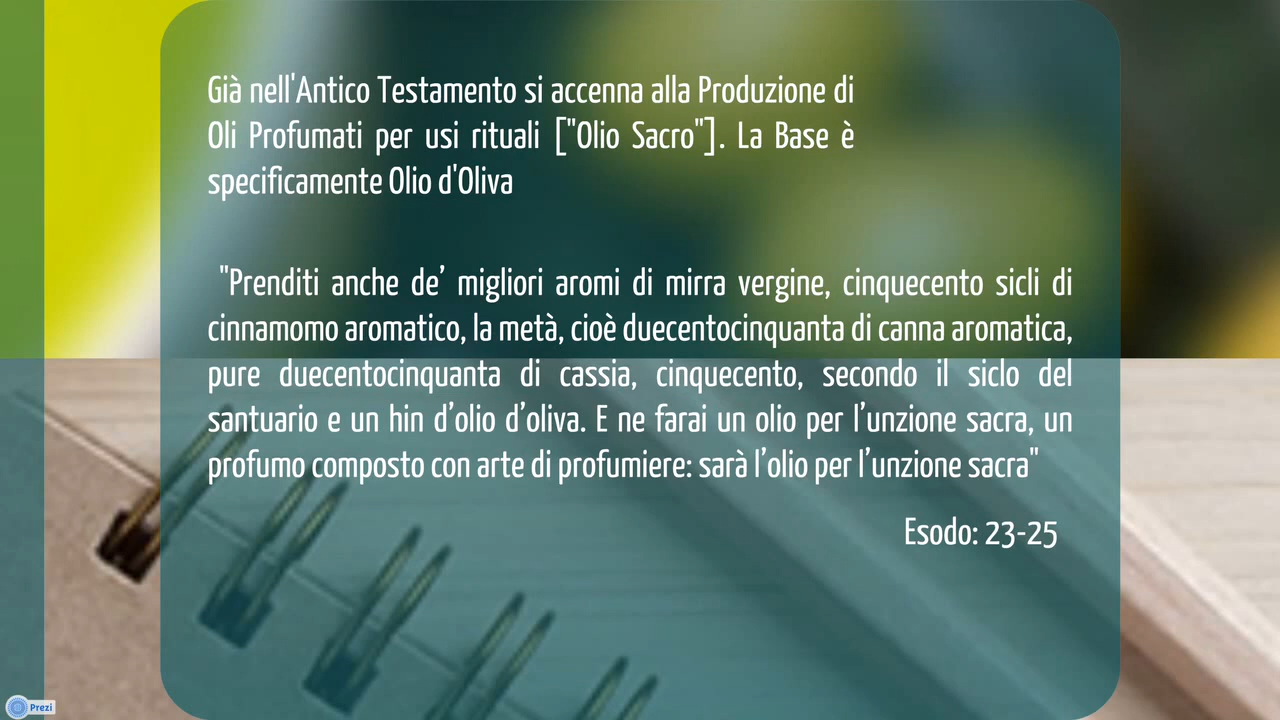 Già nell'Antico Testamento si accenna alla Produzione di
Oli Profumati per usi rituali ["Olio Sacro"]. La Base è
specificamente Olio d'Oliva
"Prenditi anche de’ migliori aromi di mirra vergine, cinquecento sicli di
cinnamomo aromatico, la metà, cioè duecentocinquanta di canna aromatica,
pure duecentocinquanta di cassia, cinquecento, secondo il siclo del
santuario e un hin d’olio d’oliva. E ne farai un olio per l’unzione sacra, un
profumo composto con arte di profumiere: sarà l’olio per l’unzione sacra"
Esodo: 23-25
Prezi